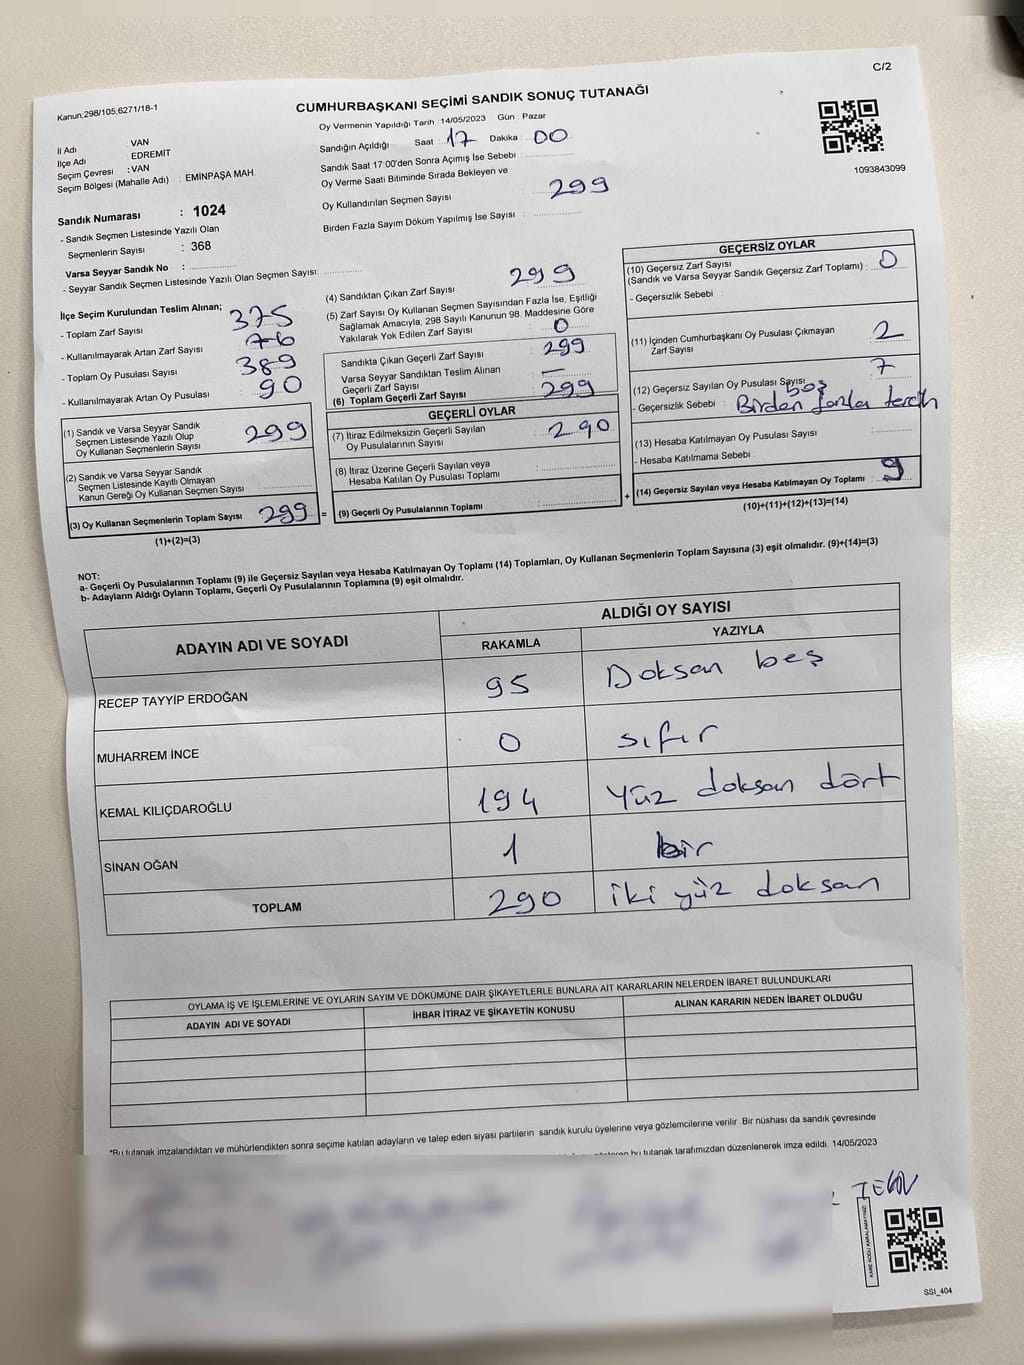 C/2
Kanun:298/105,6271/18-1
CUMHURBAŞKANI SEÇİMİ SANDIK SONUÇ TUTANAĞI
Oy Vermenin Yapıldığı Tarih : 14/05/2023 Gün : Pazar
İl Adı : VAN
İlçe Adı : EDREMIT
Seçim Çevresi : VAN
Seçim Bölgesi (Mahalle Adı) : EMİNPAŞA MAH.
Sandık Numarası : 1024
- Sandık Seçmen Listesinde Yazılı Olan
Seçmenlerin Sayısı : 368
Varsa Seyyar Sandık No :
- Seyyar Sandık Seçmen Listesinde Yazılı Olan Seçmen Sayısı:
Sandığın Açıldığı Saat : 17 Dakika : 00
Sandık Saat 17:00'den Sonra Açımış İse Sebebi :
Oy Verme Saati Bitiminde Sırada Bekleyen ve
Oy Kullandırılan Seçmen Sayısı : 299
Birden Fazla Sayım Döküm Yapılmış İse Sayısı :
1093843099
İlçe Seçim Kurulundan Teslim Alınan;
- Toplam Zarf Sayısı 375
- Kullanılmayarak Artan Zarf Sayısı 76
- Toplam Oy Pusulası Sayısı 389
- Kullanılmayarak Artan Oy Pusulası : 90
(1) Sandık ve Varsa Seyyar Sandık
Seçmen Listesinde Yazılı Olup
Oy Kullanan Seçmenlerin Sayısı 299
(2) Sandık ve Varsa Seyyar Sandık
Seçmen Listesinde Kayıtlı Olmayan
Kanun Gereği Oy Kullanan Seçmen Sayısı
(3) Oy Kullanan Seçmenlerin Toplam Sayısı 299 =
(1)+(2)=(3)
(4) Sandıktan Çıkan Zarf Sayısı 299
(5) Zarf Sayısı Oy Kullanan Seçmen Sayısından Fazla İse, Eşitliği
Sağlamak Amacıyla, 298 Sayılı Kanunun 98. Maddesine Göre
Yakılarak Yok Edilen Zarf Sayısı : 0
Sandıkta Çıkan Geçerli Zarf Sayısı : 299
Varsa Seyyar Sandıktan Teslim Alınan
Geçerli Zarf Sayısı : —
(6) Toplam Geçerli Zarf Sayısı : 299
GEÇERLİ OYLAR
(7) İtiraz Edilmeksizin Geçerli Sayılan
Oy Pusulalarının Sayısı : 290
(8) İtiraz Üzerine Geçerli Sayılan veya
Hesaba Katılan Oy Pusulası Toplamı :
(9) Geçerli Oy Pusulalarının Toplamı : +
GEÇERSİZ OYLAR
(10) Geçersiz Zarf Sayısı
(Sandık ve Varsa Seyyar Sandık Geçersiz Zarf Toplamı) : 0
- Geçersizlik Sebebi :
(11) İçinden Cumhurbaşkanı Oy Pusulası Çıkmayan
Zarf Sayısı : 2
(12) Geçersiz Sayılan Oy Pusulası Sayısı : 7
boş
- Geçersizlik Sebebi : Birden fazla tercih
(13) Hesaba Katılmayan Oy Pusulası Sayısı :
- Hesaba Katılmama Sebebi :
(14) Geçersiz Sayılan veya Hesaba Katılmayan Oy Toplamı : 9
(10)+(11)+(12)+(13)=(14)
NOT:
a- Geçerli Oy Pusulalarının Toplamı (9) ile Geçersiz Sayılan veya Hesaba Katılmayan Oy Toplamı (14) Toplamları, Oy Kullanan Seçmenlerin Toplam Sayısına (3) eşit olmalıdır. (9)+(14)=(3)
b- Adayların Aldığı Oyların Toplamı, Geçerli Oy Pusulalarının Toplamına (9) eşit olmalıdır.
ADAYIN ADI VE SOYADI ALDIĞI OY SAYISI
RAKAMLA YAZIYLA
RECEP TAYYİP ERDOĞAN 95 Doksan beş
MUHARREM İNCE 0 sıfır
KEMAL KILIÇDAROĞLU 194 Yüz doksan dört
SİNAN OĞAN 1 bir
TOPLAM 290 iki yüz doksan
OYLAMA İŞ VE İŞLEMLERİNE VE OYLARIN SAYIM VE DÖKÜMÜNE DAİR ŞİKAYETLERLE BUNLARA AİT KARARLARIN NELERDEN İBARET BULUNDUKLARI
ADAYIN ADI VE SOYADI İHBAR İTİRAZ VE ŞİKAYETİN KONUSU ALINAN KARARIN NEDEN İBARET OLDUĞU
*Bu tutanak imzalandıktan ve mühürlendikten sonra seçime katılan adayların ve talep eden siyasi partilerin sandık kurulu üyelerine veya gözlemcilerine verilir. Bir nüshası da sandık çevresinde
bu tutanak tarafımızdan düzenlenerek imza edildi. 14/05/2023
KARE KODU KARALAMAYINIZ!
SSI_404